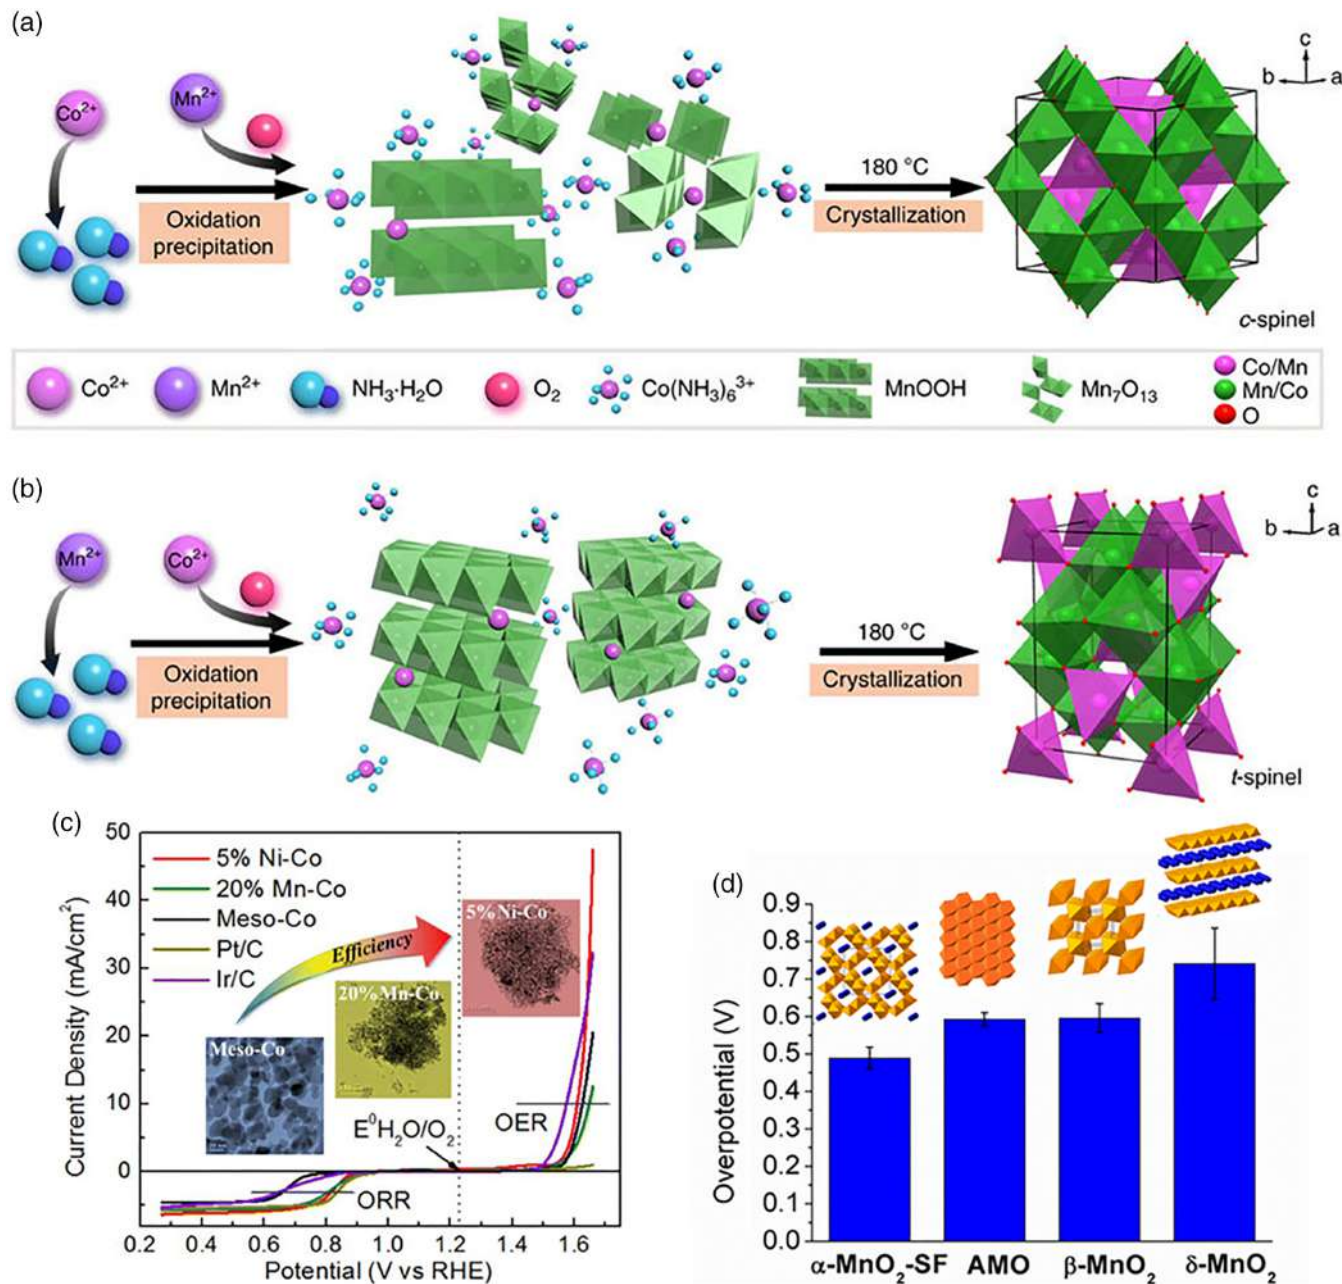 (a)
Co²⁺
Mn²⁺
O₂
Oxidation
precipitation
180 °C
Crystallization
c
b
a
c-spinel
Co²⁺
Mn²⁺
NH₃·H₂O
O₂
Co(NH₃)₆³⁺
MnOOH
Mn₇O₁₃
Co/Mn
Mn/Co
O
(b)
Mn²⁺
Co²⁺
Oxidation
precipitation
180 °C
Crystallization
c
b
a
t-spinel
(c)
50
40
30
20
10
0
Current Density (mA/cm²)
5% Ni-Co
20% Mn-Co
Meso-Co
Pt/C
Ir/C
Efficiency
5% Ni-Co
20% Mn-Co
Meso-Co
E⁰H₂O/O₂
OER
ORR
0.2 0.4 0.6 0.8 1.0 1.2 1.4 1.6
Potential (V vs RHE)
(d)
0.9
0.8
0.7
0.6
0.5
0.4
0.3
0.2
0.1
0.0
Overpotential (V)
α-MnO₂-SF AMO β-MnO₂ δ-MnO₂